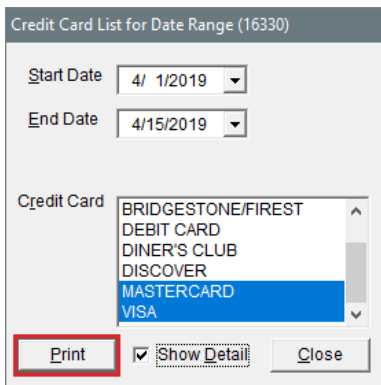 Credit Card List for Date Range (16330)
Start Date 4/ 1/2019
End Date 4/15/2019
Credit Card
BRIDGESTONE/FIREST
DEBIT CARD
DINER'S CLUB
DISCOVER
MASTERCARD
VISA
Print Show Detail Close